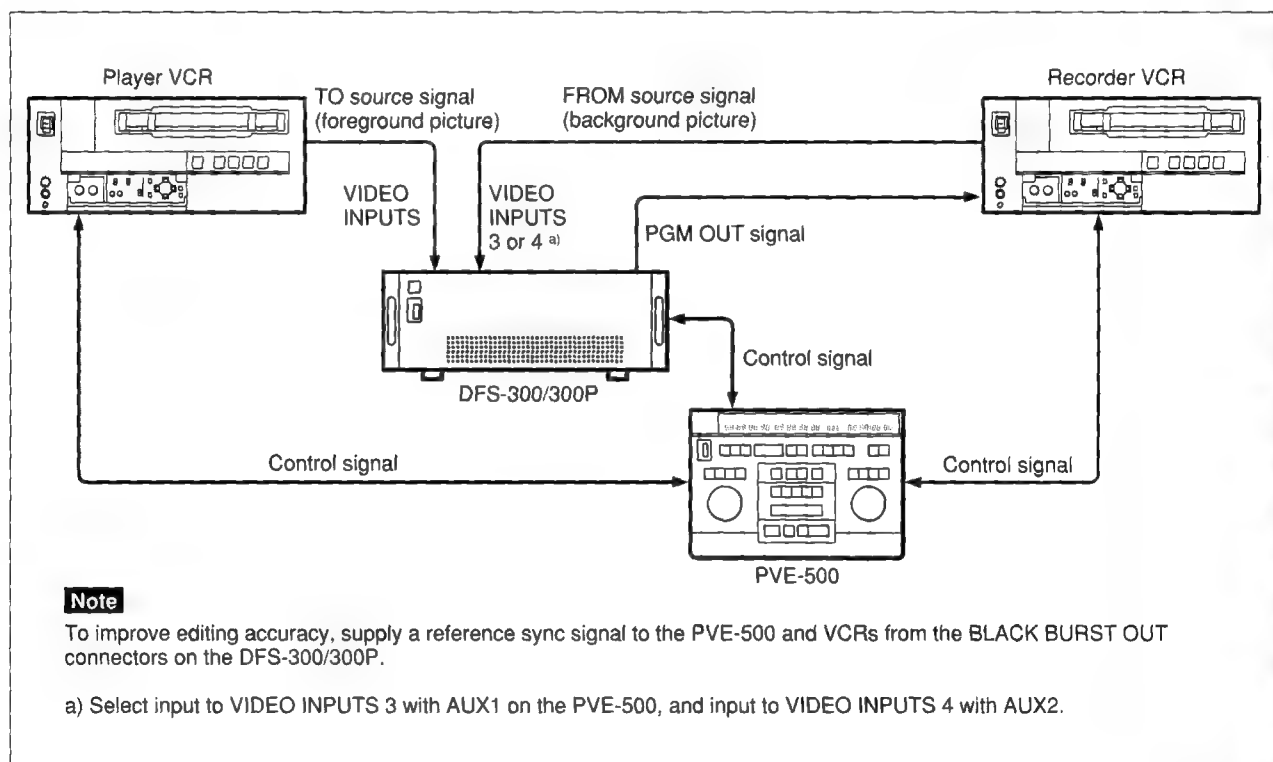 Player VCR
Recorder VCR
TO source signal
(foreground picture)
FROM source signal
(background picture)
VIDEO
INPUTS
VIDEO
INPUTS
3 or 4 a)
PGM OUT signal
DFS-300/300P
Control signal
Control signal
Control signal
PVE-500
Note
To improve editing accuracy, supply a reference sync signal to the PVE-500 and VCRs from the BLACK BURST OUT
connectors on the DFS-300/300P.
a) Select input to VIDEO INPUTS 3 with AUX1 on the PVE-500, and input to VIDEO INPUTS 4 with AUX2.